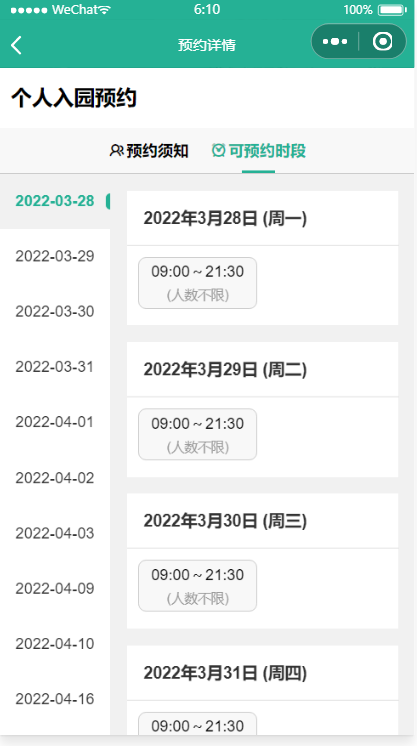 WeChat
6:10
100%
预约详情
个人入园预约
预约须知
可预约时段
2022-03-28
2022-03-29
2022-03-30
2022-03-31
2022-04-01
2022-04-02
2022-04-03
2022-04-09
2022-04-10
2022-04-16
2022年3月28日 (周一)
09:00 ~ 21:30
(人数不限)
2022年3月29日 (周二)
09:00 ~ 21:30
(人数不限)
2022年3月30日 (周三)
09:00 ~ 21:30
(人数不限)
2022年3月31日 (周四)
09:00 ~ 21:30